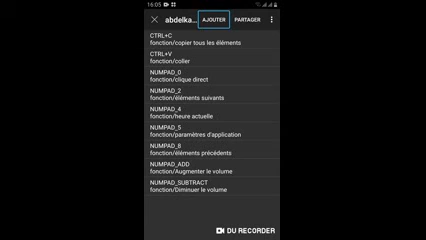 16:05
abdelka... AJOUTER PARTAGER
CTRL+C
fonction/copier tous les éléments
CTRL+V
fonction/coller
NUMPAD_0
fonction/clique direct
NUMPAD_2
fonction/éléments suivants
NUMPAD_4
fonction/heure actuelle
NUMPAD_5
fonction/paramètres d'application
NUMPAD_8
fonction/éléments précédents
NUMPAD_ADD
fonction/Augmenter le volume
NUMPAD_SUBTRACT
fonction/Diminuer le volume
DU RECORDER